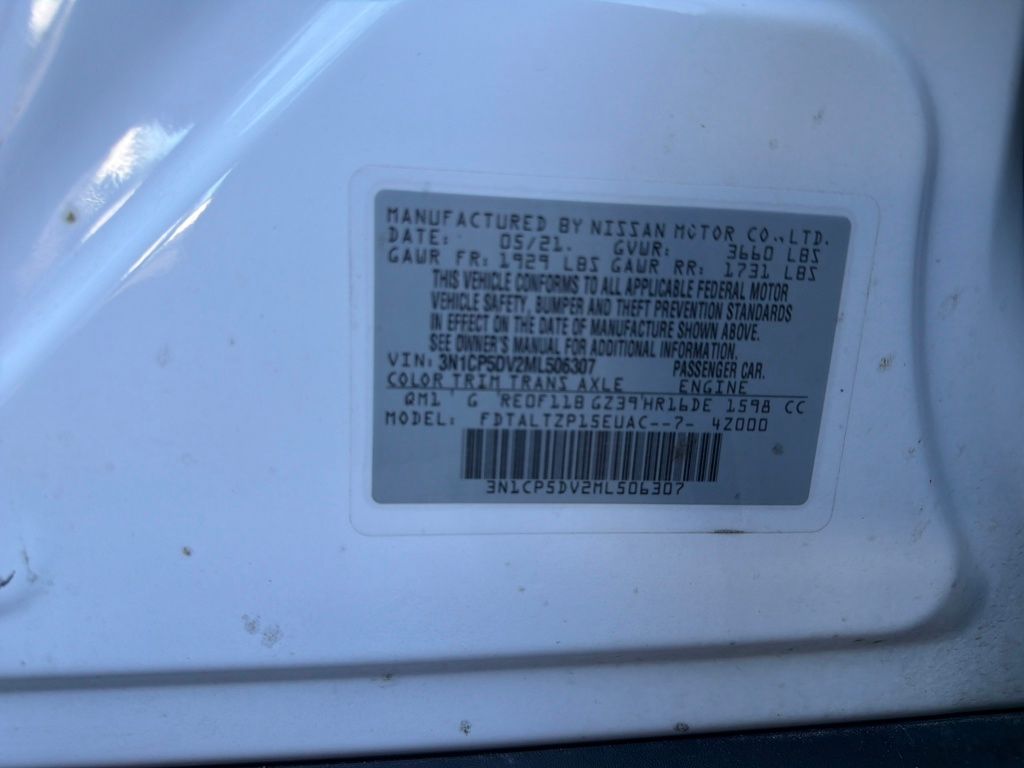 MANUFACTURED BY NISSAN MOTOR CO.,LTD.
DATE: 05/21. GVWR: 3660 LBS
GAWR FR: 1929 LBS GAWR RR: 1731 LBS
THIS VEHICLE CONFORMS TO ALL APPLICABLE FEDERAL MOTOR
VEHICLE SAFETY, BUMPER AND THEFT PREVENTION STANDARDS
IN EFFECT ON THE DATE OF MANUFACTURE SHOWN ABOVE.
SEE OWNER'S MANUAL FOR ADDITIONAL INFORMATION.
VIN: 3N1CP5DV2ML506307 PASSENGER CAR.
COLOR TRIM TRANS AXLE ENGINE
QM1 G RE0F11B GZ39 HR16DE 1598 CC
MODEL: FDTALTZP15EUAC--7- 4Z000
3N1CP5DV2ML506307